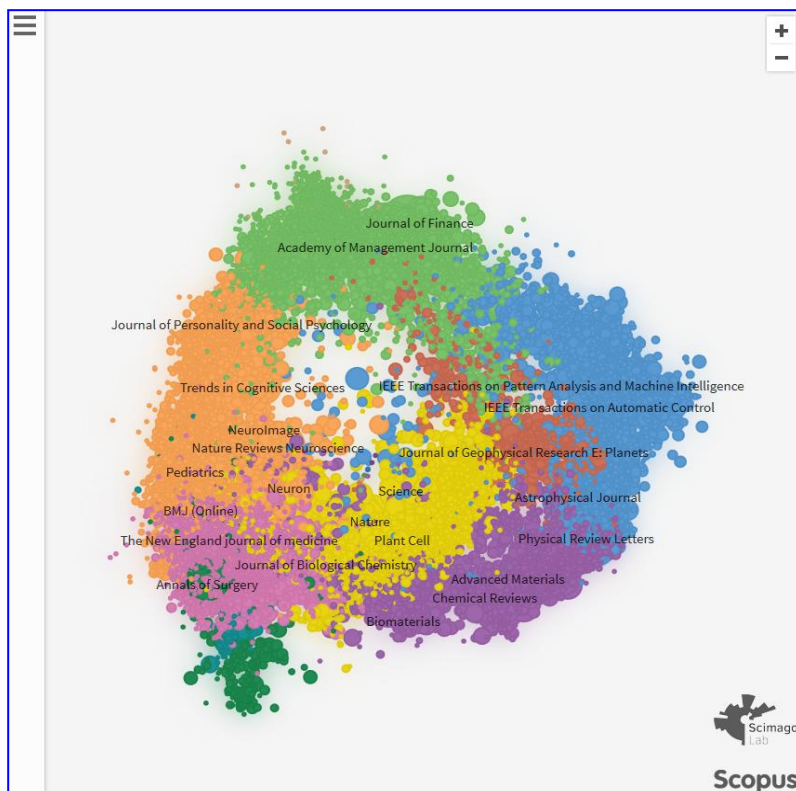 +
−
Journal of Finance
Academy of Management Journal
Journal of Personality and Social Psychology
IEEE Transactions on Pattern Analysis and Machine Intelligence
Trends in Cognitive Sciences
IEEE Transactions on Automatic Control
NeuroImage
Nature Reviews Neuroscience
Journal of Geophysical Research E: Planets
Pediatrics
Neuron
Science
Astrophysical Journal
BMJ (Online)
Nature
The New England journal of medicine
Plant Cell
Physical Review Letters
Journal of Biological Chemistry
Advanced Materials
Annals of Surgery
Chemical Reviews
Biomaterials
Scimago
Lab
Scopus